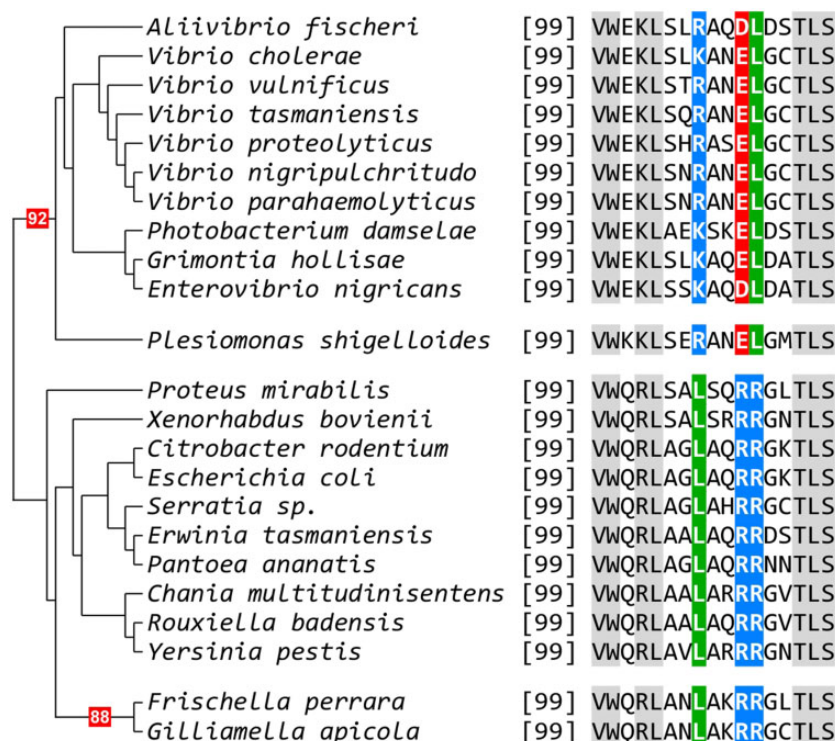 Aliivibrio fischeri [99] VWEKLSLRAQDLDSTLS
Vibrio cholerae [99] VWEKLSLKANELGCTLS
Vibrio vulnificus [99] VWEKLSTRANELGCTLS
Vibrio tasmaniensis [99] VWEKLSQRANELGCTLS
Vibrio proteolyticus [99] VWEKLSHRASELGCTLS
Vibrio nigripulchritudo [99] VWEKLSNRANELGCTLS
Vibrio parahaemolyticus [99] VWEKLSNRANELGCTLS
92
Photobacterium damselae [99] VWEKLAEKSKELDSTLS
Grimontia hollisae [99] VWEKLSLKAQELDATLS
Enterovibrio nigricans [99] VWEKLSSKAQDLDATLS
Plesiomonas shigelloides [99] VWKKLSERANELGMTLS
Proteus mirabilis [99] VWQRLSALSQRRGLTLS
Xenorhabdus bovienii [99] VWQRLSALSRRRGNTLS
Citrobacter rodentium [99] VWQRLAGLAQRRGKTLS
Escherichia coli [99] VWQRLAGLAQRRGKTLS
Serratia sp. [99] VWQRLAGLAHRRGCTLS
Erwinia tasmaniensis [99] VWQRLAALAQRRDSTLS
Pantoea ananatis [99] VWQRLAGLAQRRNNTLS
Chania multitudinisentens [99] VWQRLAALARRRGVTLS
Rouxiella badensis [99] VWQRLAALAQRRGVTLS
Yersinia pestis [99] VWQRLAVLARRRGNTLS
Frischella perrara [99] VWQRLANLAKRRGLTLS
88
Gilliamella apicola [99] VWQRLANLAKRRGCTLS